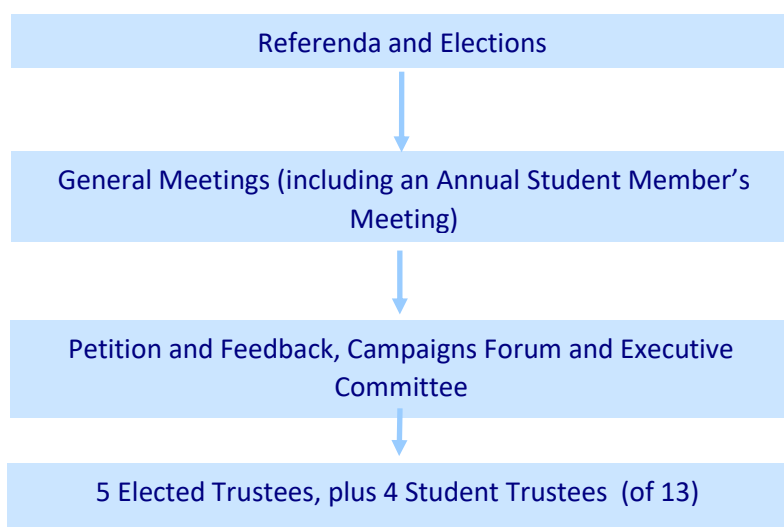 Referenda and Elections
General Meetings (including an Annual Student Member’s
Meeting)
Petition and Feedback, Campaigns Forum and Executive
Committee
5 Elected Trustees, plus 4 Student Trustees (of 13)